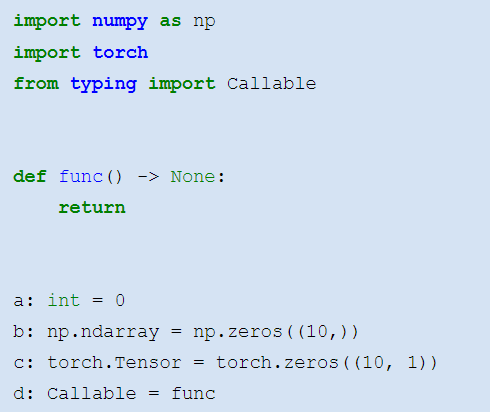 import numpy as np
import torch
from typing import Callable
def func() -> None:
    return
a: int = 0
b: np.ndarray = np.zeros((10,))
c: torch.Tensor = torch.zeros((10, 1))
d: Callable = func